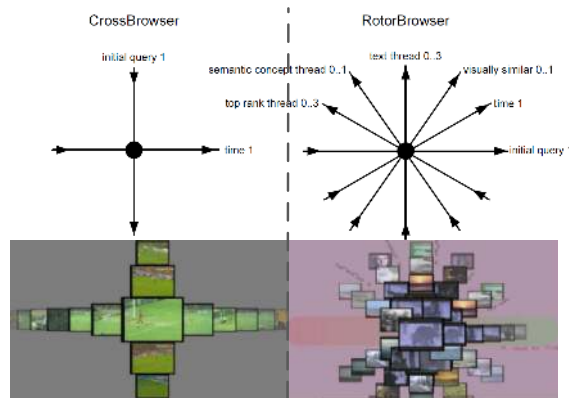 CrossBrowser
RotorBrowser
initial query 1
text thread 0..3
semantic concept thread 0..1
visually similar 0..1
top rank thread 0..3
time 1
time 1
initial query 1